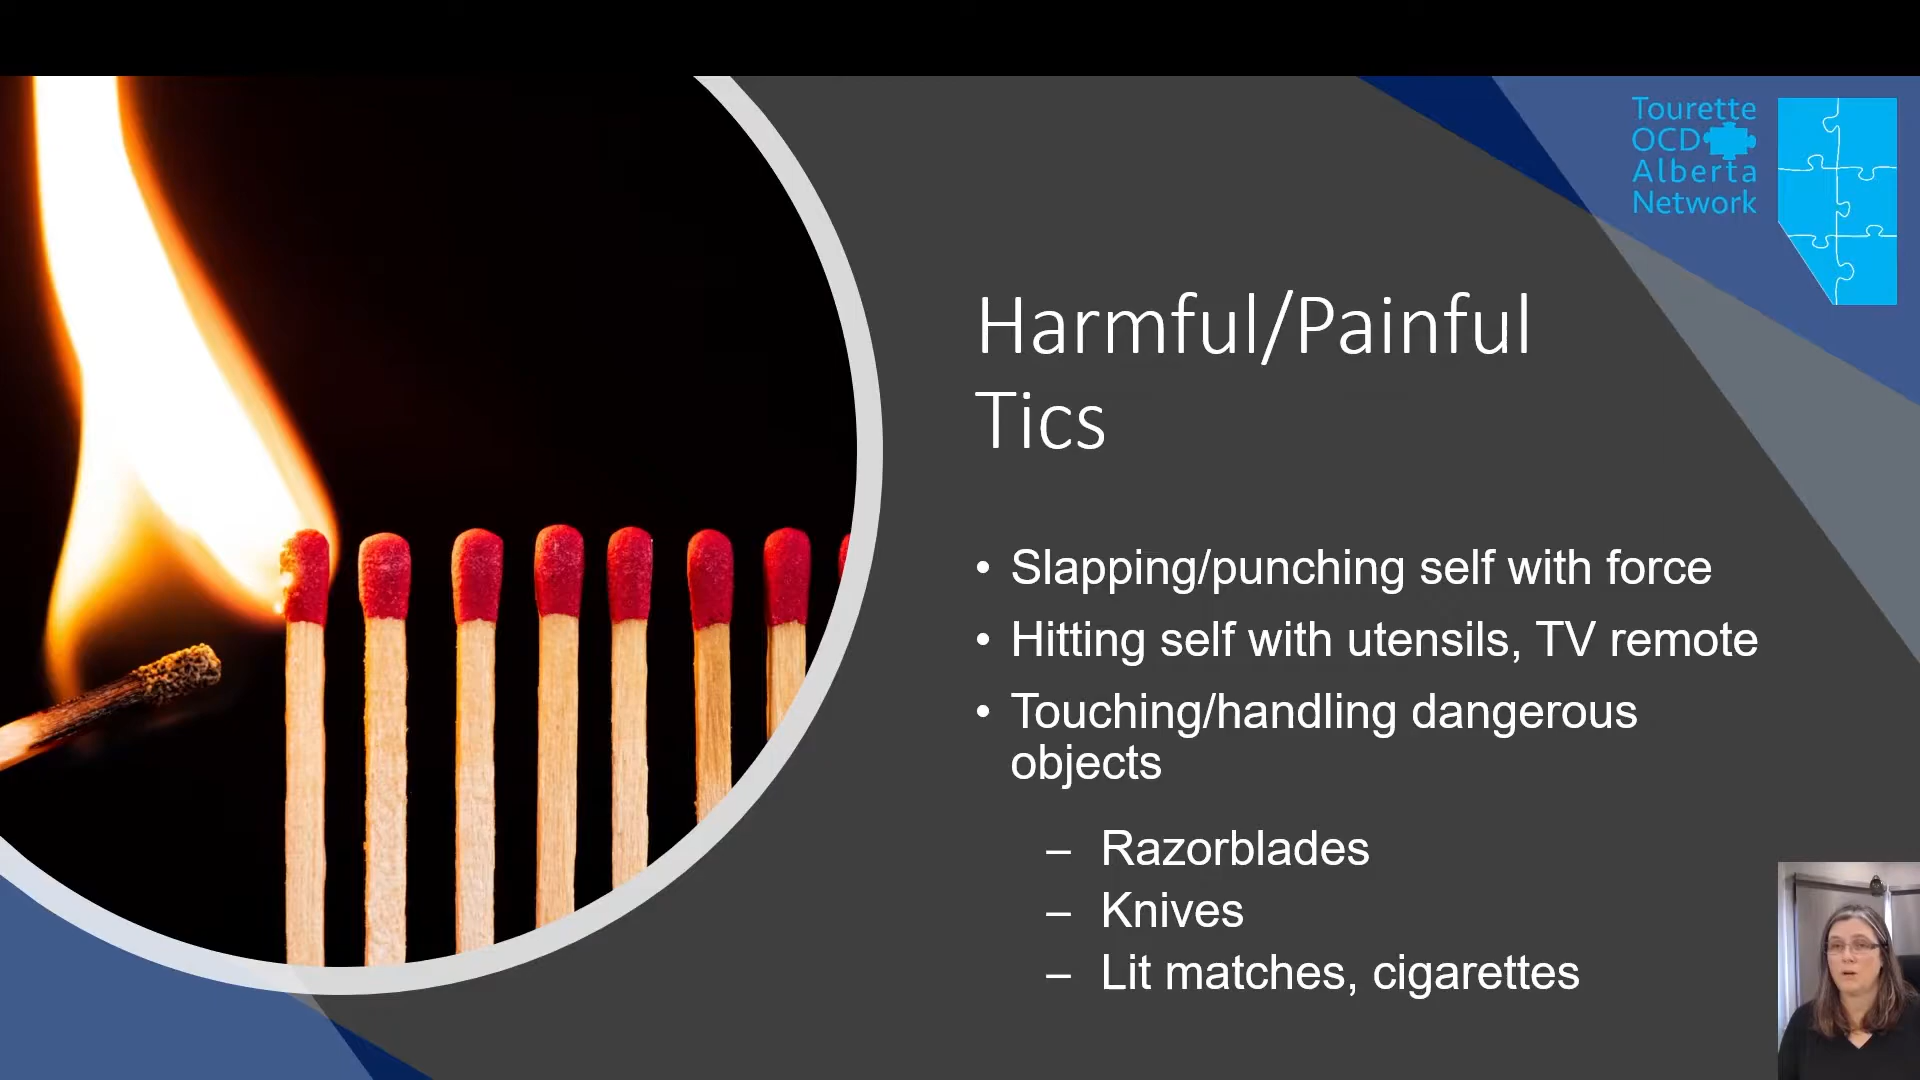 Tourette
OCD
Alberta
Network
Harmful/Painful
Tics
• Slapping/punching self with force
• Hitting self with utensils, TV remote
• Touching/handling dangerous
objects
– Razorblades
– Knives
– Lit matches, cigarettes